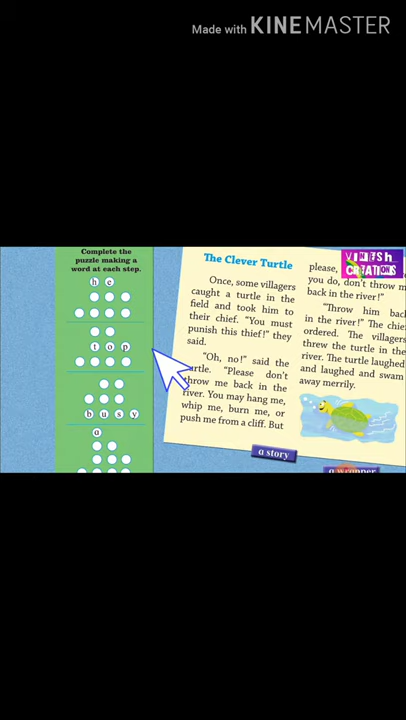 Made with KINEMASTER
Complete the
puzzle making a
word at each step.
h e
t o p
b u s y
a
The Clever Turtle
Once, some villagers
caught a turtle in the
field and took him to
their chief. “You must
punish this thief!” they
said.
“Oh, no!” said the
turtle. “Please don’t
throw me back in the
river. You may hang me,
whip me, burn me, or
push me from a cliff. But
please,
you do, don’t throw m
back in the river!”
“Throw him back
in the river!” The chie
ordered. The villagers
threw the turtle in the
river. The turtle laughed
and laughed and swam
away merrily.
VINESH
CREATIONS
a story
a wrapper